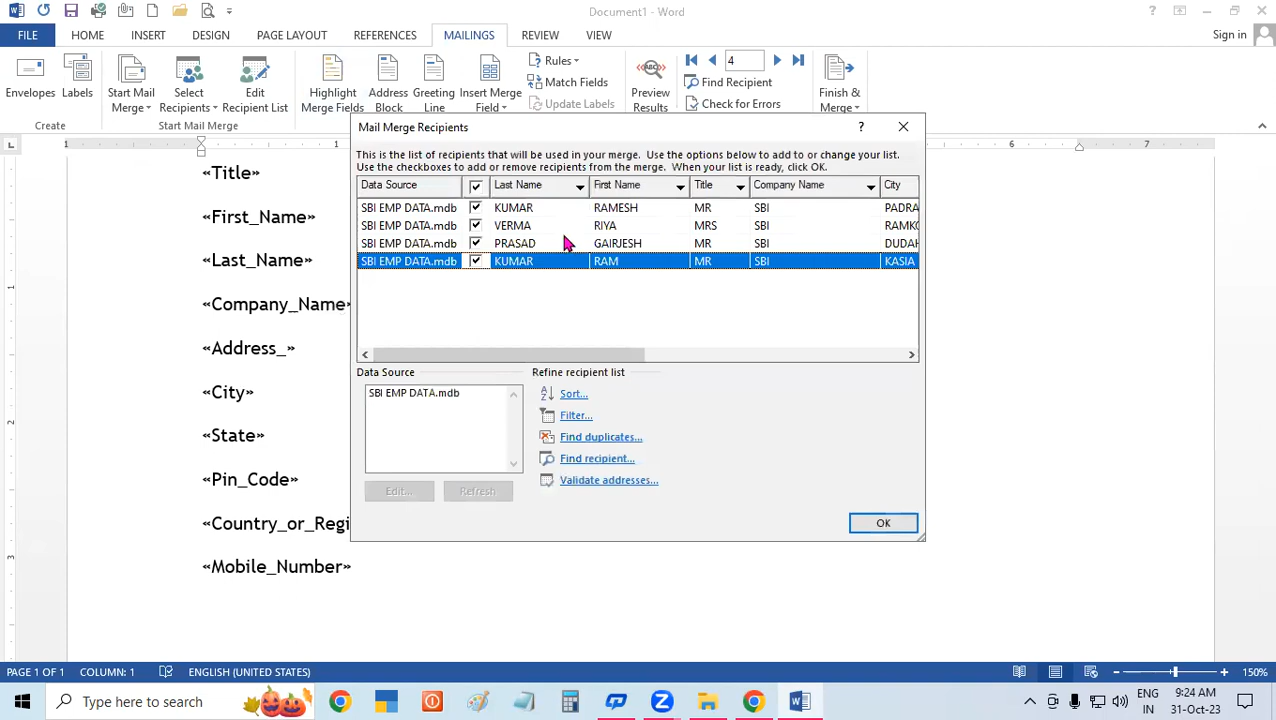 Document1 - Word
FILE HOME INSERT DESIGN PAGE LAYOUT REFERENCES MAILINGS REVIEW VIEW Sign in
Envelopes Labels Start Mail Merge Select Recipients Edit Recipient List Highlight Merge Fields Address Block Greeting Line Insert Merge Field Rules Match Fields Update Labels Preview Results 4 Find Recipient Check for Errors Finish & Merge
Create Start Mail Merge
1 1 6 7
Mail Merge Recipients
This is the list of recipients that will be used in your merge. Use the options below to add to or change your list.
Use the checkboxes to add or remove recipients from the merge. When your list is ready, click OK.
Data Source Last Name First Name Title Company Name City
SBI EMP DATA.mdb KUMAR RAMESH MR SBI PADRA
SBI EMP DATA.mdb VERMA RIYA MRS SBI
SBI EMP DATA.mdb PRASAD GAIRJESH MR SBI
SBI EMP DATA.mdb KUMAR RAM MR SBI KASIA
Data Source
SBI EMP DATA.mdb
Edit... Refresh
Refine recipient list
Sort...
Filter...
Find duplicates...
Find recipient...
Validate addresses...
OK
«Title»
«First_Name»
«Last_Name»
«Company_Name»
«Address_»
«City»
«State»
«Pin_Code»
«Country_or_Regi
«Mobile_Number»
1
2
3
PAGE 1 OF 1 COLUMN: 1 ENGLISH (UNITED STATES) 150%
Type here to search
ENG IN
9:24 AM
31-Oct-23